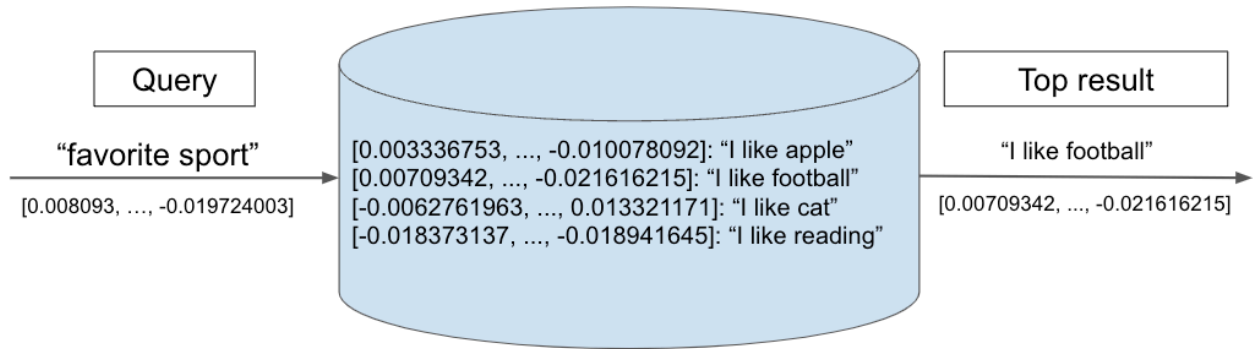 Query
“favorite sport”
[0.008093, ..., -0.019724003]
[0.003336753, ..., -0.010078092]: “I like apple”
[0.00709342, ..., -0.021616215]: “I like football”
[-0.0062761963, ..., 0.013321171]: “I like cat”
[-0.018373137, ..., -0.018941645]: “I like reading”
Top result
“I like football”
[0.00709342, ..., -0.021616215]